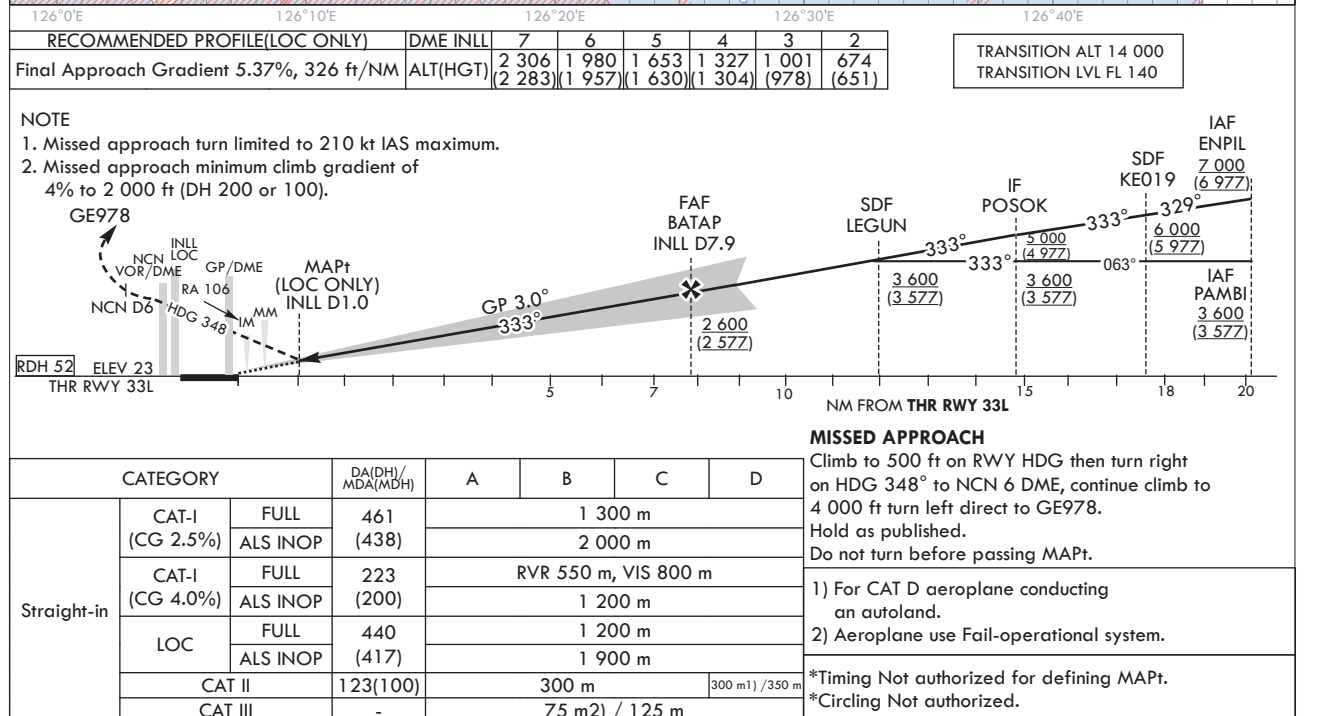 126°0'E 126°10'E 126°20'E 126°30'E 126°40'E
RECOMMENDED PROFILE(LOC ONLY) DME INLL 7 6 5 4 3 2
Final Approach Gradient 5.37%, 326 ft/NM ALT(HGT) 2 306 1 980 1 653 1 327 1 001 674
(2 283) (1 957) (1 630) (1 304) (978) (651)
TRANSITION ALT 14 000
TRANSITION LVL FL 140
NOTE
1. Missed approach turn limited to 210 kt IAS maximum.
2. Missed approach minimum climb gradient of
4% to 2 000 ft (DH 200 or 100).
GE978
NCN
VOR/DME
INLL
LOC
GP/DME
RA 106
NCN D6
HDG 348
IM
MM
MAPt
(LOC ONLY)
INLL D1.0
GP 3.0°
333°
FAF
BATAP
INLL D7.9
2 600
(2 577)
SDF
LEGUN
3 600
(3 577)
333°
333°
IF
POSOK
5 000
(4 977)
3 600
(3 577)
333°
063°
SDF
KE019
6 000
(5 977)
329°
IAF
ENPIL
7 000
(6 977)
IAF
PAMBI
3 600
(3 577)
RDH 52
ELEV 23
THR RWY 33L
5 7 10 15 18 20
NM FROM THR RWY 33L
MISSED APPROACH
Climb to 500 ft on RWY HDG then turn right
on HDG 348° to NCN 6 DME, continue climb to
4 000 ft turn left direct to GE978.
Hold as published.
Do not turn before passing MAPt.
1) For CAT D aeroplane conducting
an autoland.
2) Aeroplane use Fail-operational system.
*Timing Not authorized for defining MAPt.
*Circling Not authorized.
CATEGORY DA(DH)/ MDA(MDH) A B C D
Straight-in
CAT-I (CG 2.5%) FULL 461 (438) 1 300 m
ALS INOP 2 000 m
CAT-I (CG 4.0%) FULL 223 (200) RVR 550 m, VIS 800 m
ALS INOP 1 200 m
LOC FULL 440 (417) 1 200 m
ALS INOP 1 900 m
CAT II 123(100) 300 m 300 m1) /350 m
CAT III - 75 m2) / 125 m